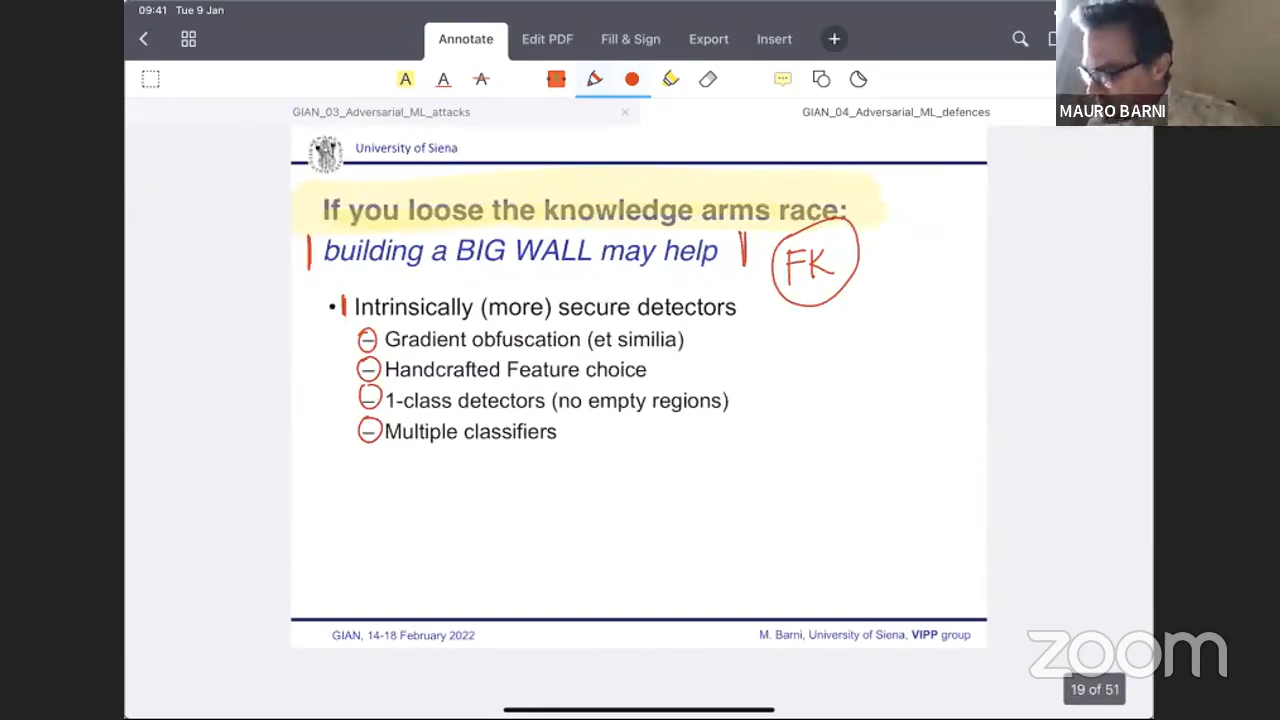 09:41 Tue 9 Jan
Annotate Edit PDF Fill & Sign Export Insert +
A A A
MAURO BARNI
GIAN_03_Adversarial_ML_attacks × GIAN_04_Adversarial_ML_defences
University of Siena
If you loose the knowledge arms race:
building a BIG WALL may help
FK
• Intrinsically (more) secure detectors
– Gradient obfuscation (et similia)
– Handcrafted Feature choice
– 1-class detectors (no empty regions)
– Multiple classifiers
GIAN, 14-18 February 2022
M. Barni, University of Siena, VIPP group
zoom
19 of 51